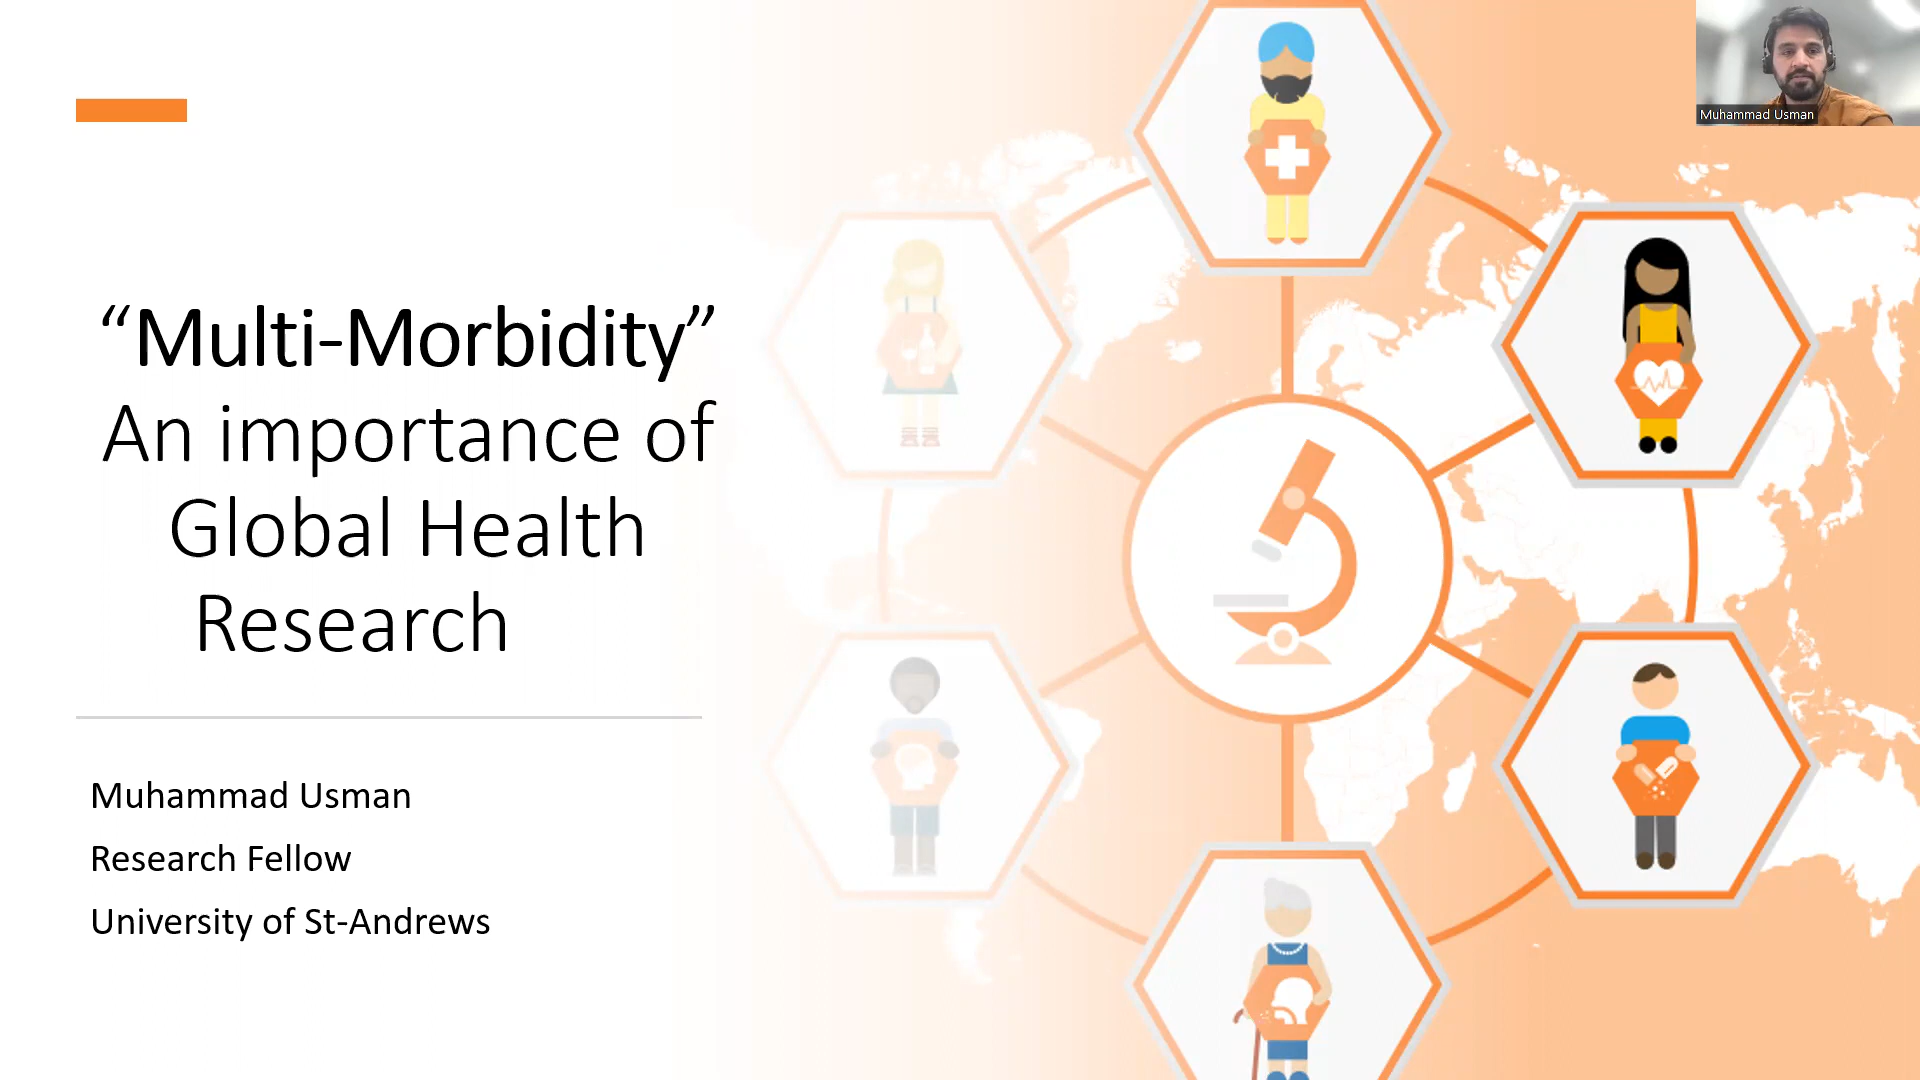 “Multi-Morbidity”
An importance of
Global Health
Research
Muhammad Usman
Research Fellow
University of St-Andrews
Muhammad Usman